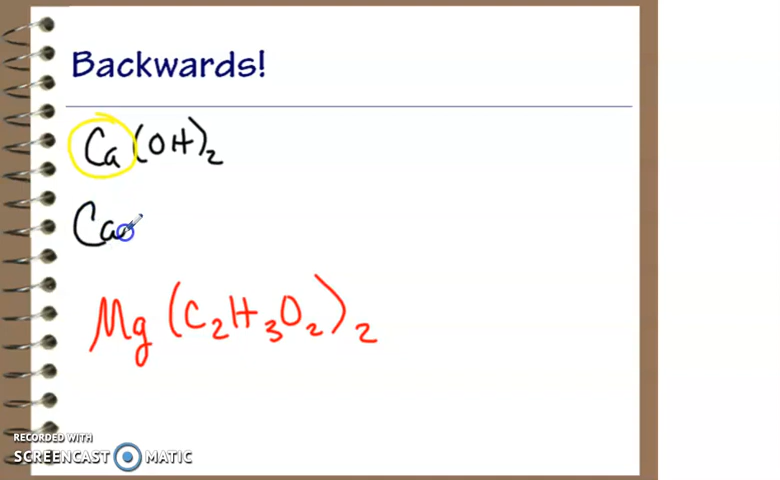 Backwards!
Ca(OH)₂
Ca
Mg(C₂H₃O₂)₂
RECORDED WITH
SCREENCAST MATIC